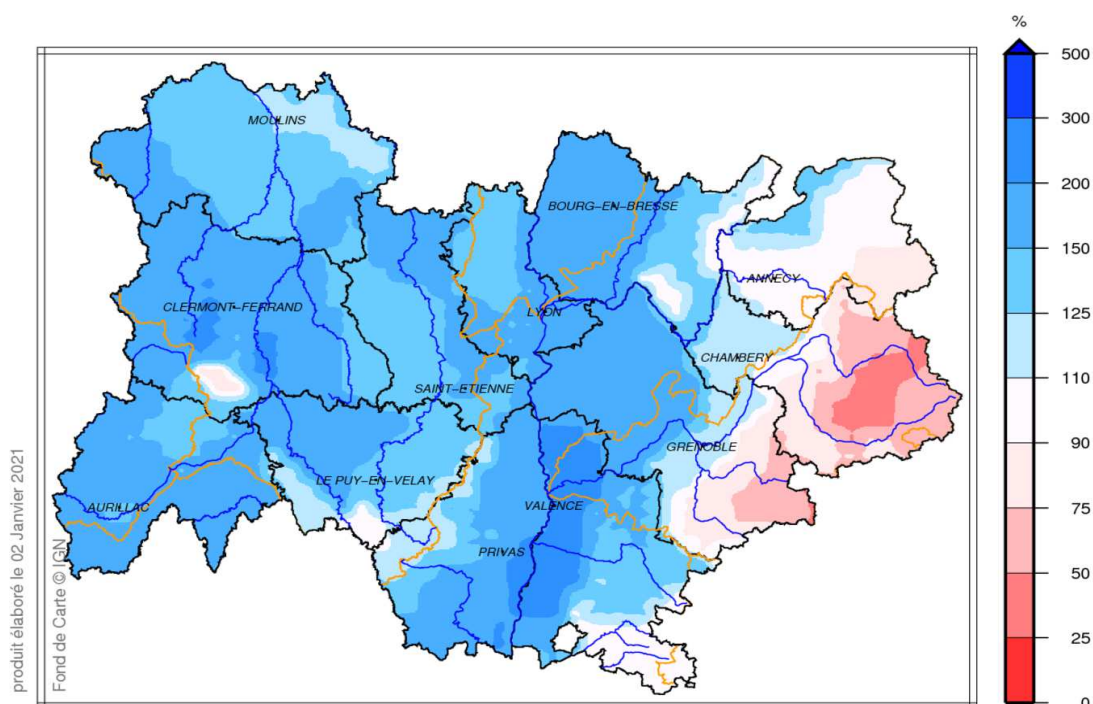 %
500
300
200
150
125
110
90
75
50
25
0
MOULINS
BOURG-EN-BRESSE
ANNECY
CLERMONT-FERRAND
LYON
CHAMBERY
SAINT-ETIENNE
GRENOBLE
LE PUY-EN-VELAY
AURILLAC
VALENCE
PRIVAS
produit élaboré le 02 Janvier 2021
Fond de Carte © IGN